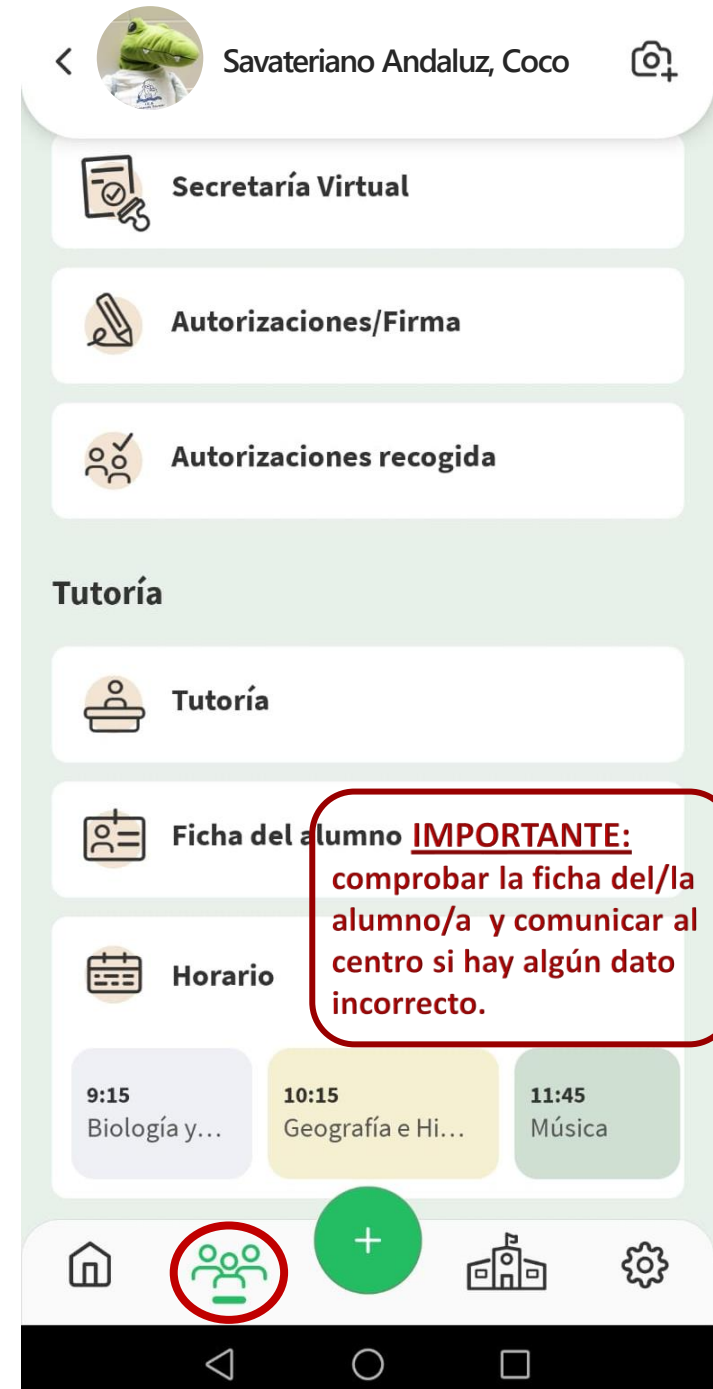 Savateriano Andaluz, Coco
Secretaría Virtual
Autorizaciones/Firma
Autorizaciones recogida
Tutoría
Tutoría
Ficha del alumno
IMPORTANTE:
comprobar la ficha del/la
alumno/a y comunicar al
centro si hay algún dato
incorrecto.
Horario
9:15
Biología y...
10:15
Geografía e Hi...
11:45
Música